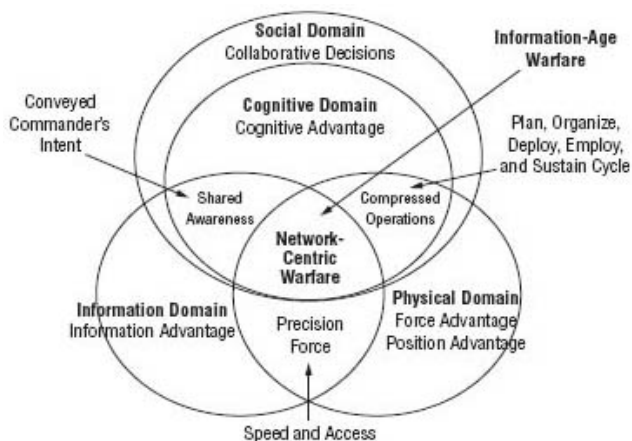 Social Domain
Collaborative Decisions
Information-Age
Warfare
Cognitive Domain
Cognitive Advantage
Conveyed
Commander's
Intent
Plan, Organize,
Deploy, Employ,
and Sustain Cycle
Shared
Awareness
Compressed
Operations
Network-
Centric
Warfare
Information Domain
Information Advantage
Precision
Force
Physical Domain
Force Advantage
Position Advantage
Speed and Access